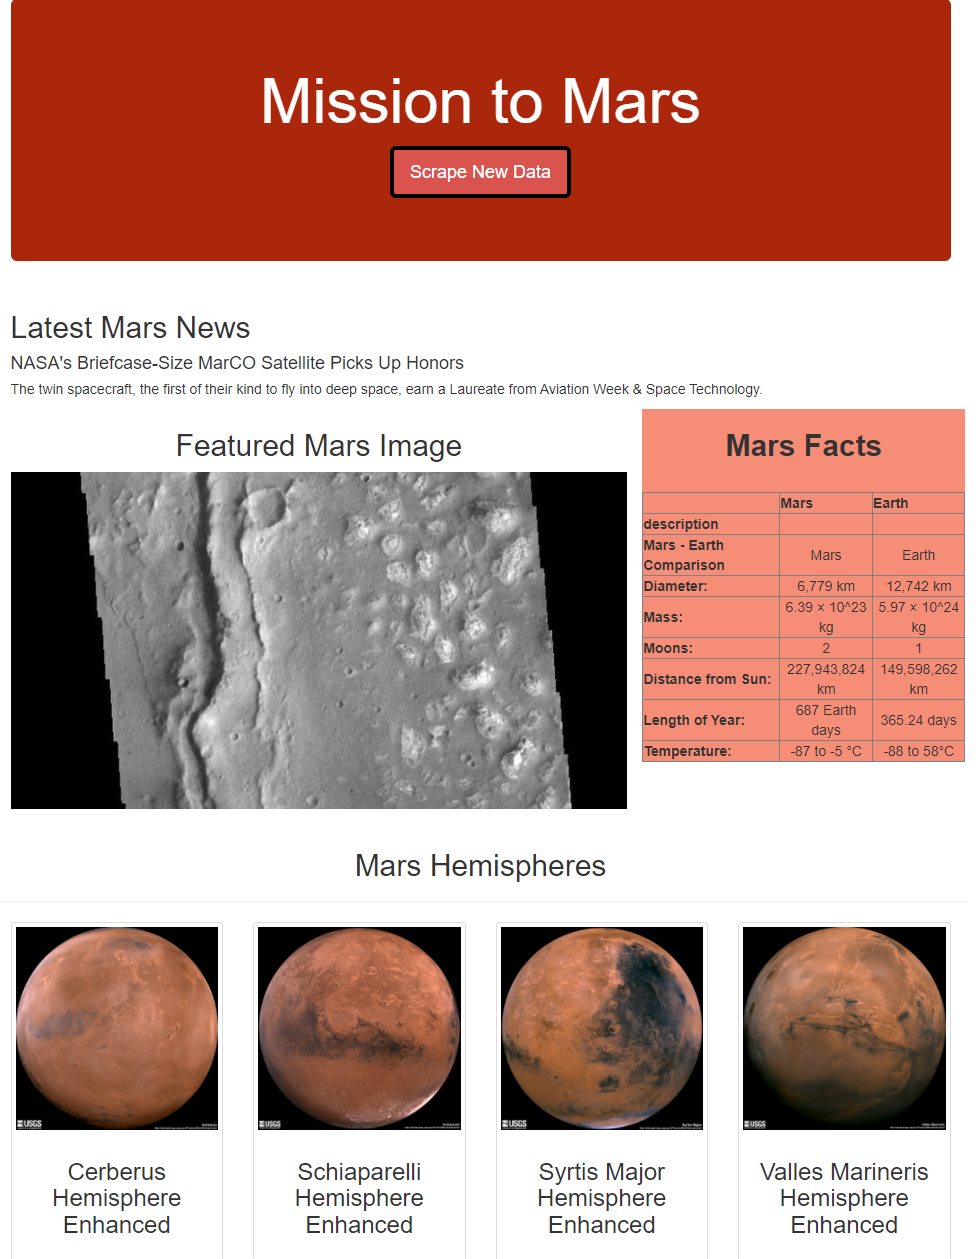 Mission to Mars
Scrape New Data
Latest Mars News
NASA's Briefcase-Size MarCO Satellite Picks Up Honors
The twin spacecraft, the first of their kind to fly into deep space, earn a Laureate from Aviation Week & Space Technology.
Featured Mars Image
Mars Facts
Mars Earth
description
Mars - Earth
Comparison
Mars Earth
Diameter: 6,779 km 12,742 km
Mass: 6.39 × 10^23 5.97 × 10^24
kg kg
Moons: 2 1
Distance from Sun: 227,943,824 149,598,262
km km
Length of Year: 687 Earth 365.24 days
days
Temperature: -87 to -5 °C -88 to 58°C
Mars Hemispheres
USGS
USGS
USGS
USGS
Cerberus
Hemisphere
Enhanced
Schiaparelli
Hemisphere
Enhanced
Syrtis Major
Hemisphere
Enhanced
Valles Marineris
Hemisphere
Enhanced